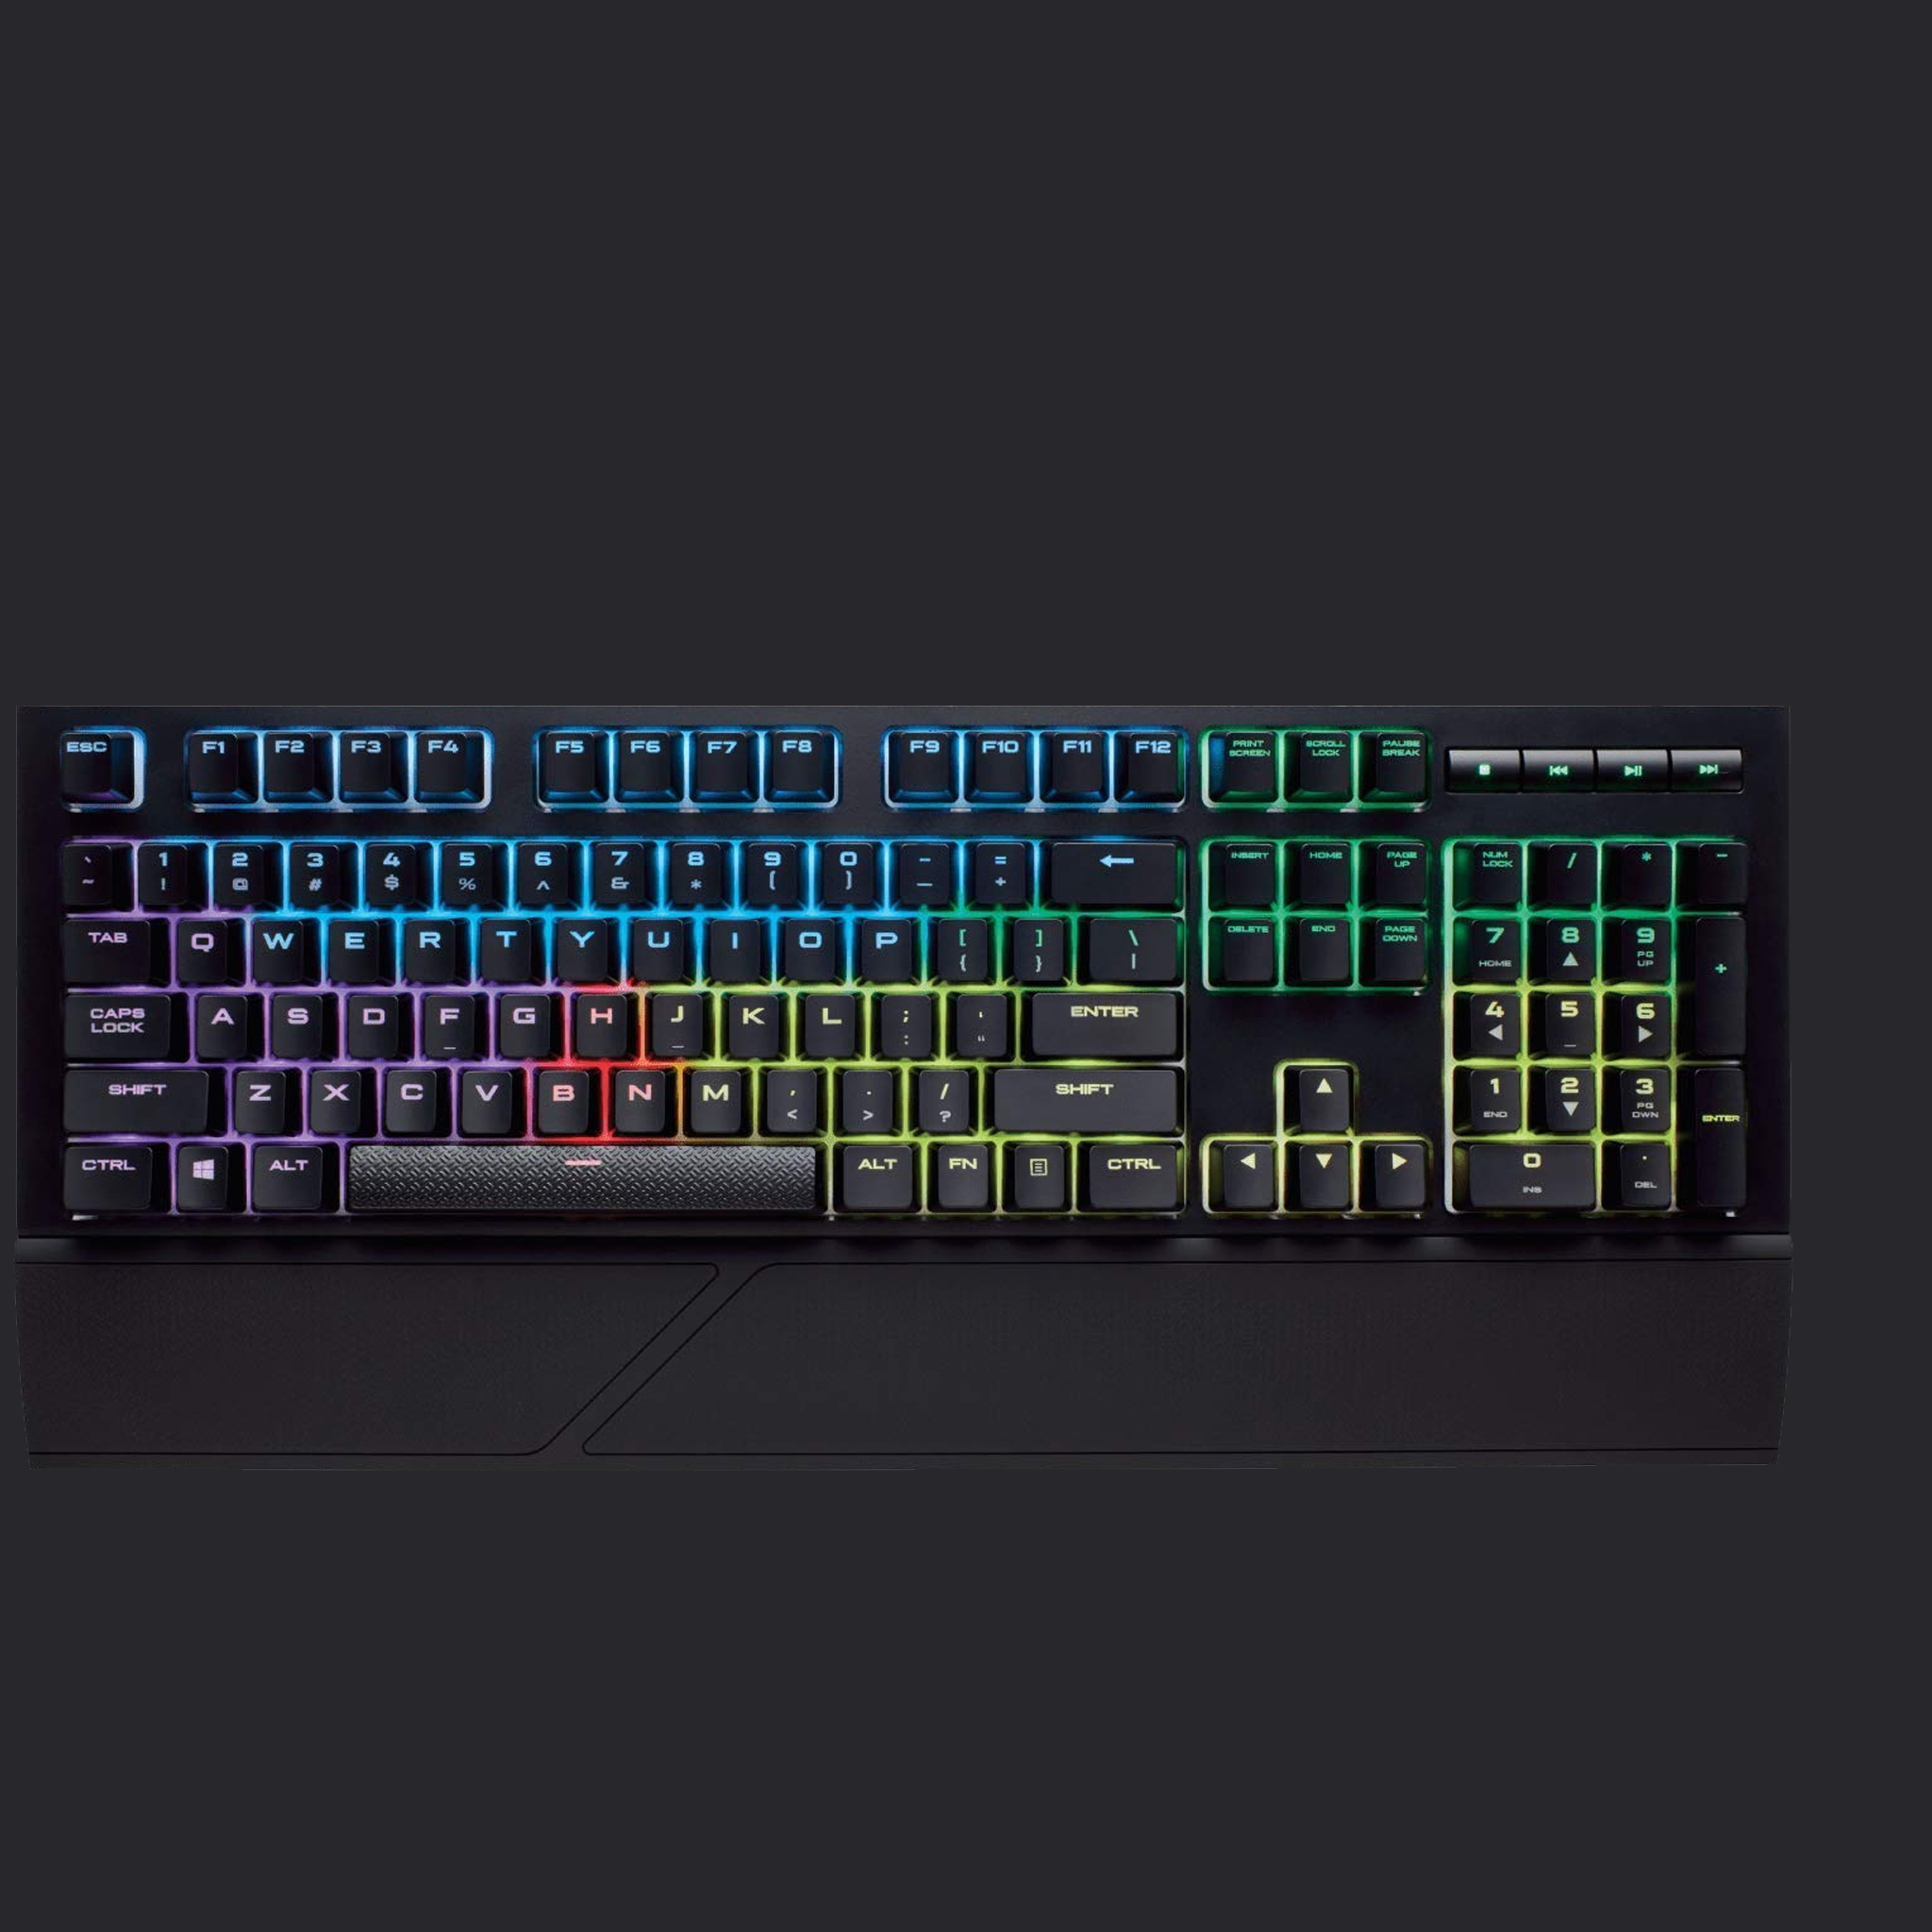 ESC F1 F2 F3 F4 F5 F6 F7 F8 F9 F10 F11 F12 PRINT SCREEN SCROLL LOCK PAUSE BREAK
` 1 2 3 4 5 6 7 8 9 0 - = INSERT HOME PAGE UP NUM LOCK / * -
~ ! @ # $ % ^ & * ( ) _ +
TAB Q W E R T Y U I O P [ ] \ DELETE END PAGE DOWN 7 8 9 +
{ } | HOME PG UP
CAPS LOCK A S D F G H J K L ; ' ENTER 4 5 6
: "
SHIFT Z X C V B N M , . / SHIFT 1 2 3 ENTER
< > ? END PG DWN
CTRL ALT ALT FN CTRL 0 .
INS DEL